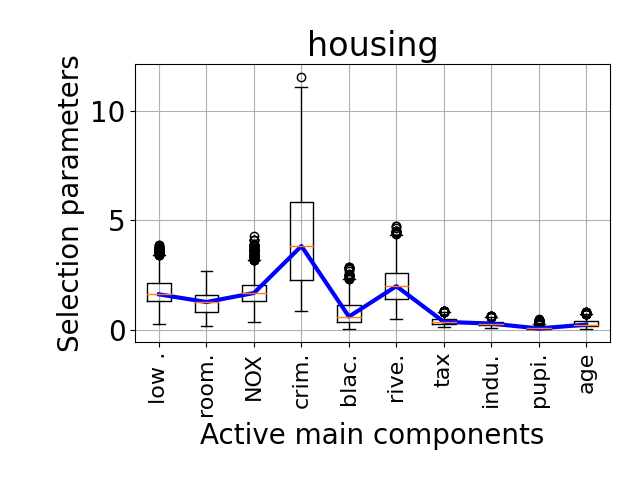 housing
Selection parameters
10
5
0
low .
room.
NOX
crim.
blac.
rive.
tax
indu.
pupi.
age
Active main components